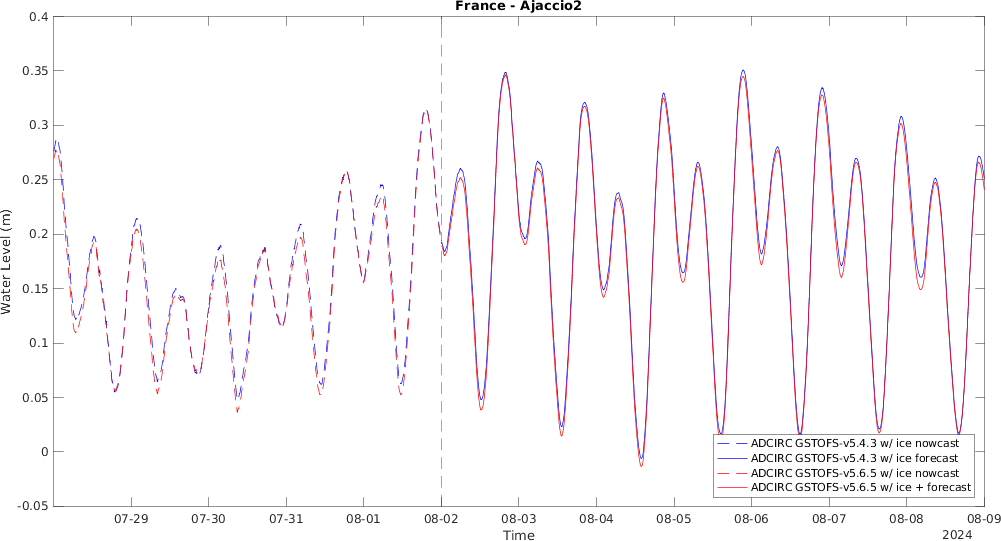 France - Ajaccio2
0.4
0.35
0.3
0.25
0.2
0.15
0.1
0.05
0
-0.05
Water Level (m)
ADCIRC GSTOFS-v5.4.3 w/ ice nowcast
ADCIRC GSTOFS-v5.4.3 w/ ice forecast
ADCIRC GSTOFS-v5.6.5 w/ ice nowcast
ADCIRC GSTOFS-v5.6.5 w/ ice + forecast
07-29 07-30 07-31 08-01 08-02 08-03 08-04 08-05 08-06 08-07 08-08 08-09
Time
2024